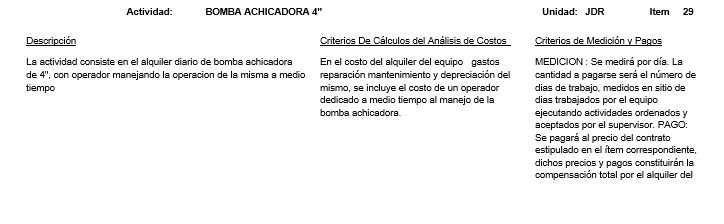 Actividad: BOMBA ACHICADORA 4" Unidad: JDR Item 29
Descripción
La actividad consiste en el alquiler diario de bomba achicadora
de 4", con operador manejando la operacion de la misma a medio
tiempo
Criterios De Cálculos del Análisis de Costos
En el costo del alquiler del equipo gastos
reparación mantenimiento y depreciación del
mismo, se incluye el costo de un operador
dedicado a medio tiempo al manejo de la
bomba achicadora.
Criterios de Medición y Pagos
MEDICION : Se medirá por día. La
cantidad a pagarse será el número de
dias de trabajo, medidos en sitio de
dias trabajados por el equipo
ejecutando actividades ordenados y
aceptados por el supervisor. PAGO:
Se pagará al precio del contrato
estipulado en el ítem correspondiente,
dichos precios y pagos constituirán la
compensación total por el alquiler del